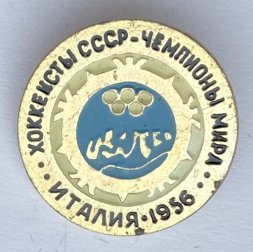 ХОККЕИСТЫ СССР-ЧЕМПИОНЫ МИРА
ИТАЛИЯ·1956